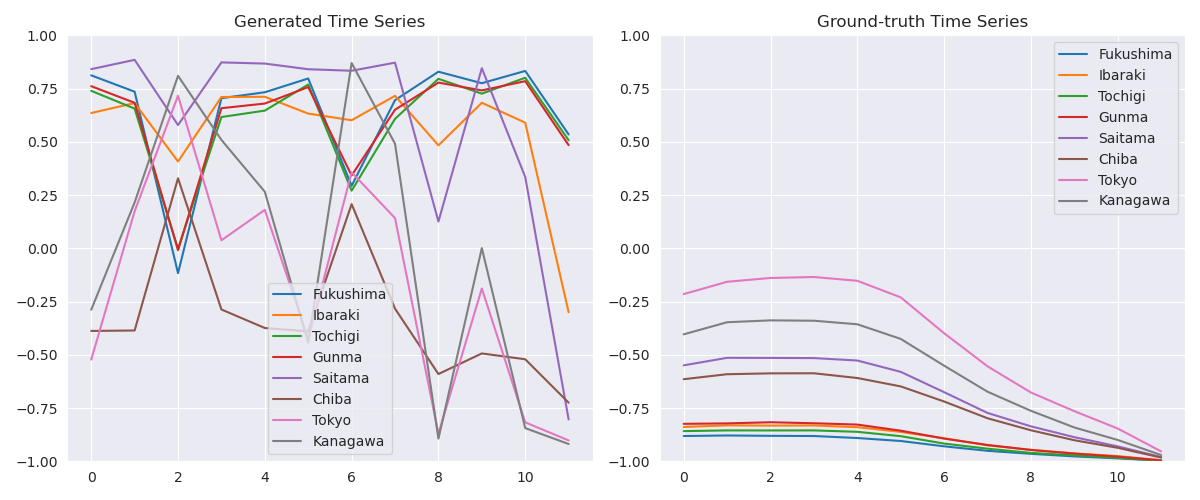 Generated Time Series
1.00
0.75
0.50
0.25
0.00
−0.25
−0.50
−0.75
−1.00
0
2
4
6
8
10
Fukushima
Ibaraki
Tochigi
Gunma
Saitama
Chiba
Tokyo
Kanagawa
Ground-truth Time Series
1.00
0.75
0.50
0.25
0.00
−0.25
−0.50
−0.75
−1.00
0
2
4
6
8
10
Fukushima
Ibaraki
Tochigi
Gunma
Saitama
Chiba
Tokyo
Kanagawa